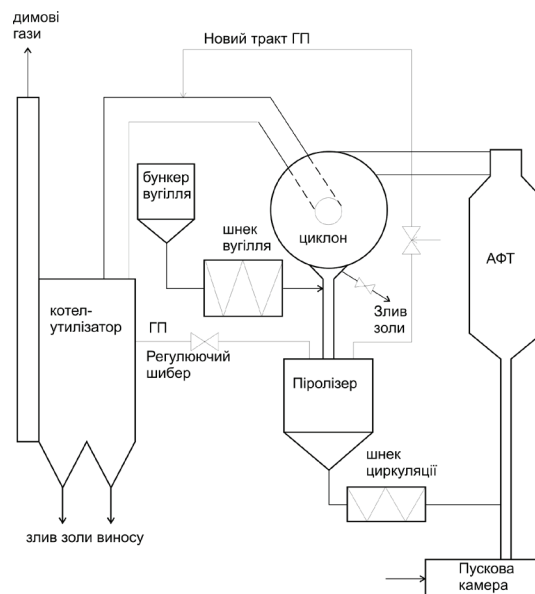 димові
гази
Новий тракт ГП
бункер
вугілля
шнек
вугілля
циклон
АФТ
котел-
утилізатор
ГП
Регулюючий
шибер
Злив
золи
Піролізер
шнек
циркуляції
злив золи виносу
Пускова
камера